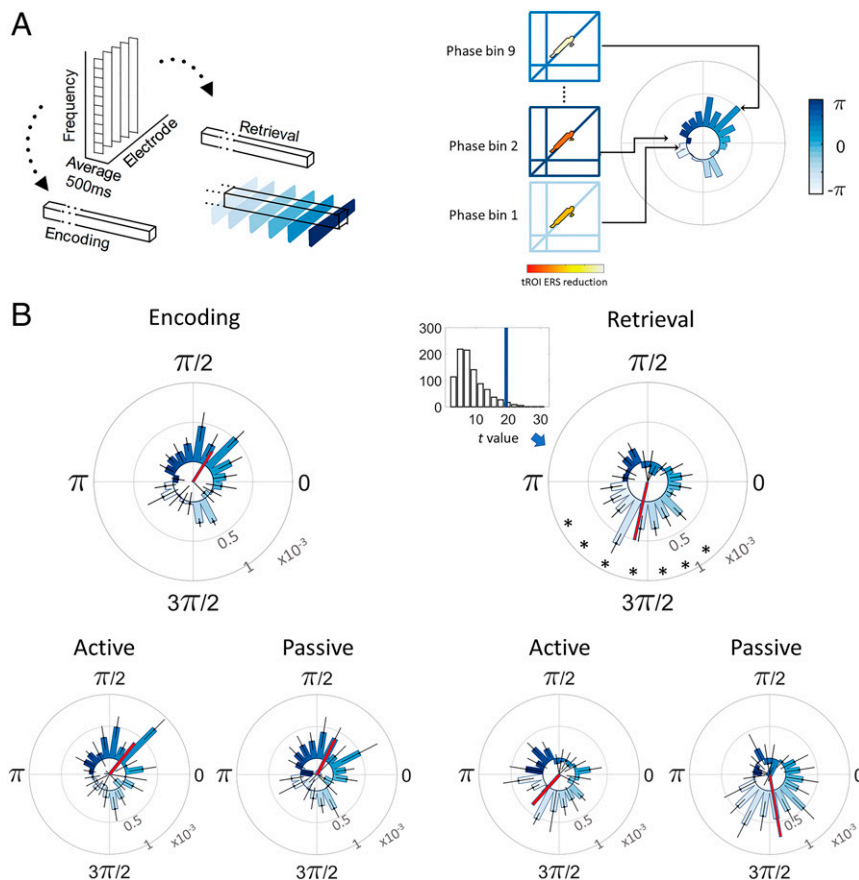 A
Frequency
Electrode
Average
500ms
Encoding
Retrieval
Phase bin 9
Phase bin 2
Phase bin 1
tROI ERS reduction
π
0
-π
B
Encoding
π/2
π
0
0.5
1
x10-3
3π/2
300
200
100
0
10
20
30
t value
Retrieval
π/2
π
0
0.5
1
x10-3
* * * * * * *
3π/2
Active
π/2
π
0.5
1
x10-3
3π/2
Passive
π/2
0
0.5
1
x10-3
3π/2
Active
π/2
π
0
0.5
1
x10-3
3π/2
Passive
π/2
0
0.5
1
x10-3
3π/2